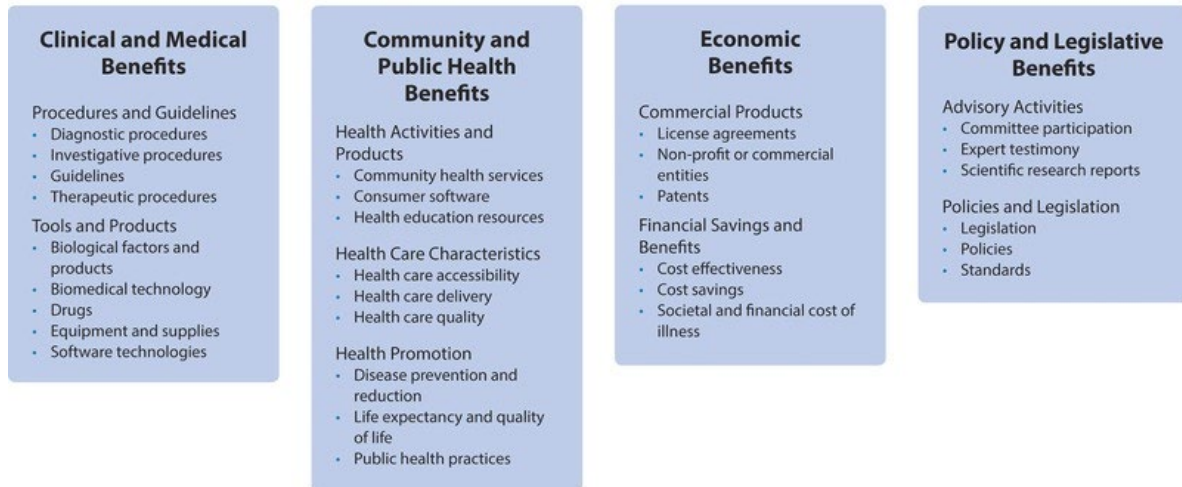 Clinical and Medical
Benefits
Procedures and Guidelines
• Diagnostic procedures
• Investigative procedures
• Guidelines
• Therapeutic procedures
Tools and Products
• Biological factors and
products
• Biomedical technology
• Drugs
• Equipment and supplies
• Software technologies
Community and
Public Health
Benefits
Health Activities and
Products
• Community health services
• Consumer software
• Health education resources
Health Care Characteristics
• Health care accessibility
• Health care delivery
• Health care quality
Health Promotion
• Disease prevention and
reduction
• Life expectancy and quality
of life
• Public health practices
Economic
Benefits
Commercial Products
• License agreements
• Non-profit or commercial
entities
• Patents
Financial Savings and
Benefits
• Cost effectiveness
• Cost savings
• Societal and financial cost of
illness
Policy and Legislative
Benefits
Advisory Activities
• Committee participation
• Expert testimony
• Scientific research reports
Policies and Legislation
• Legislation
• Policies
• Standards